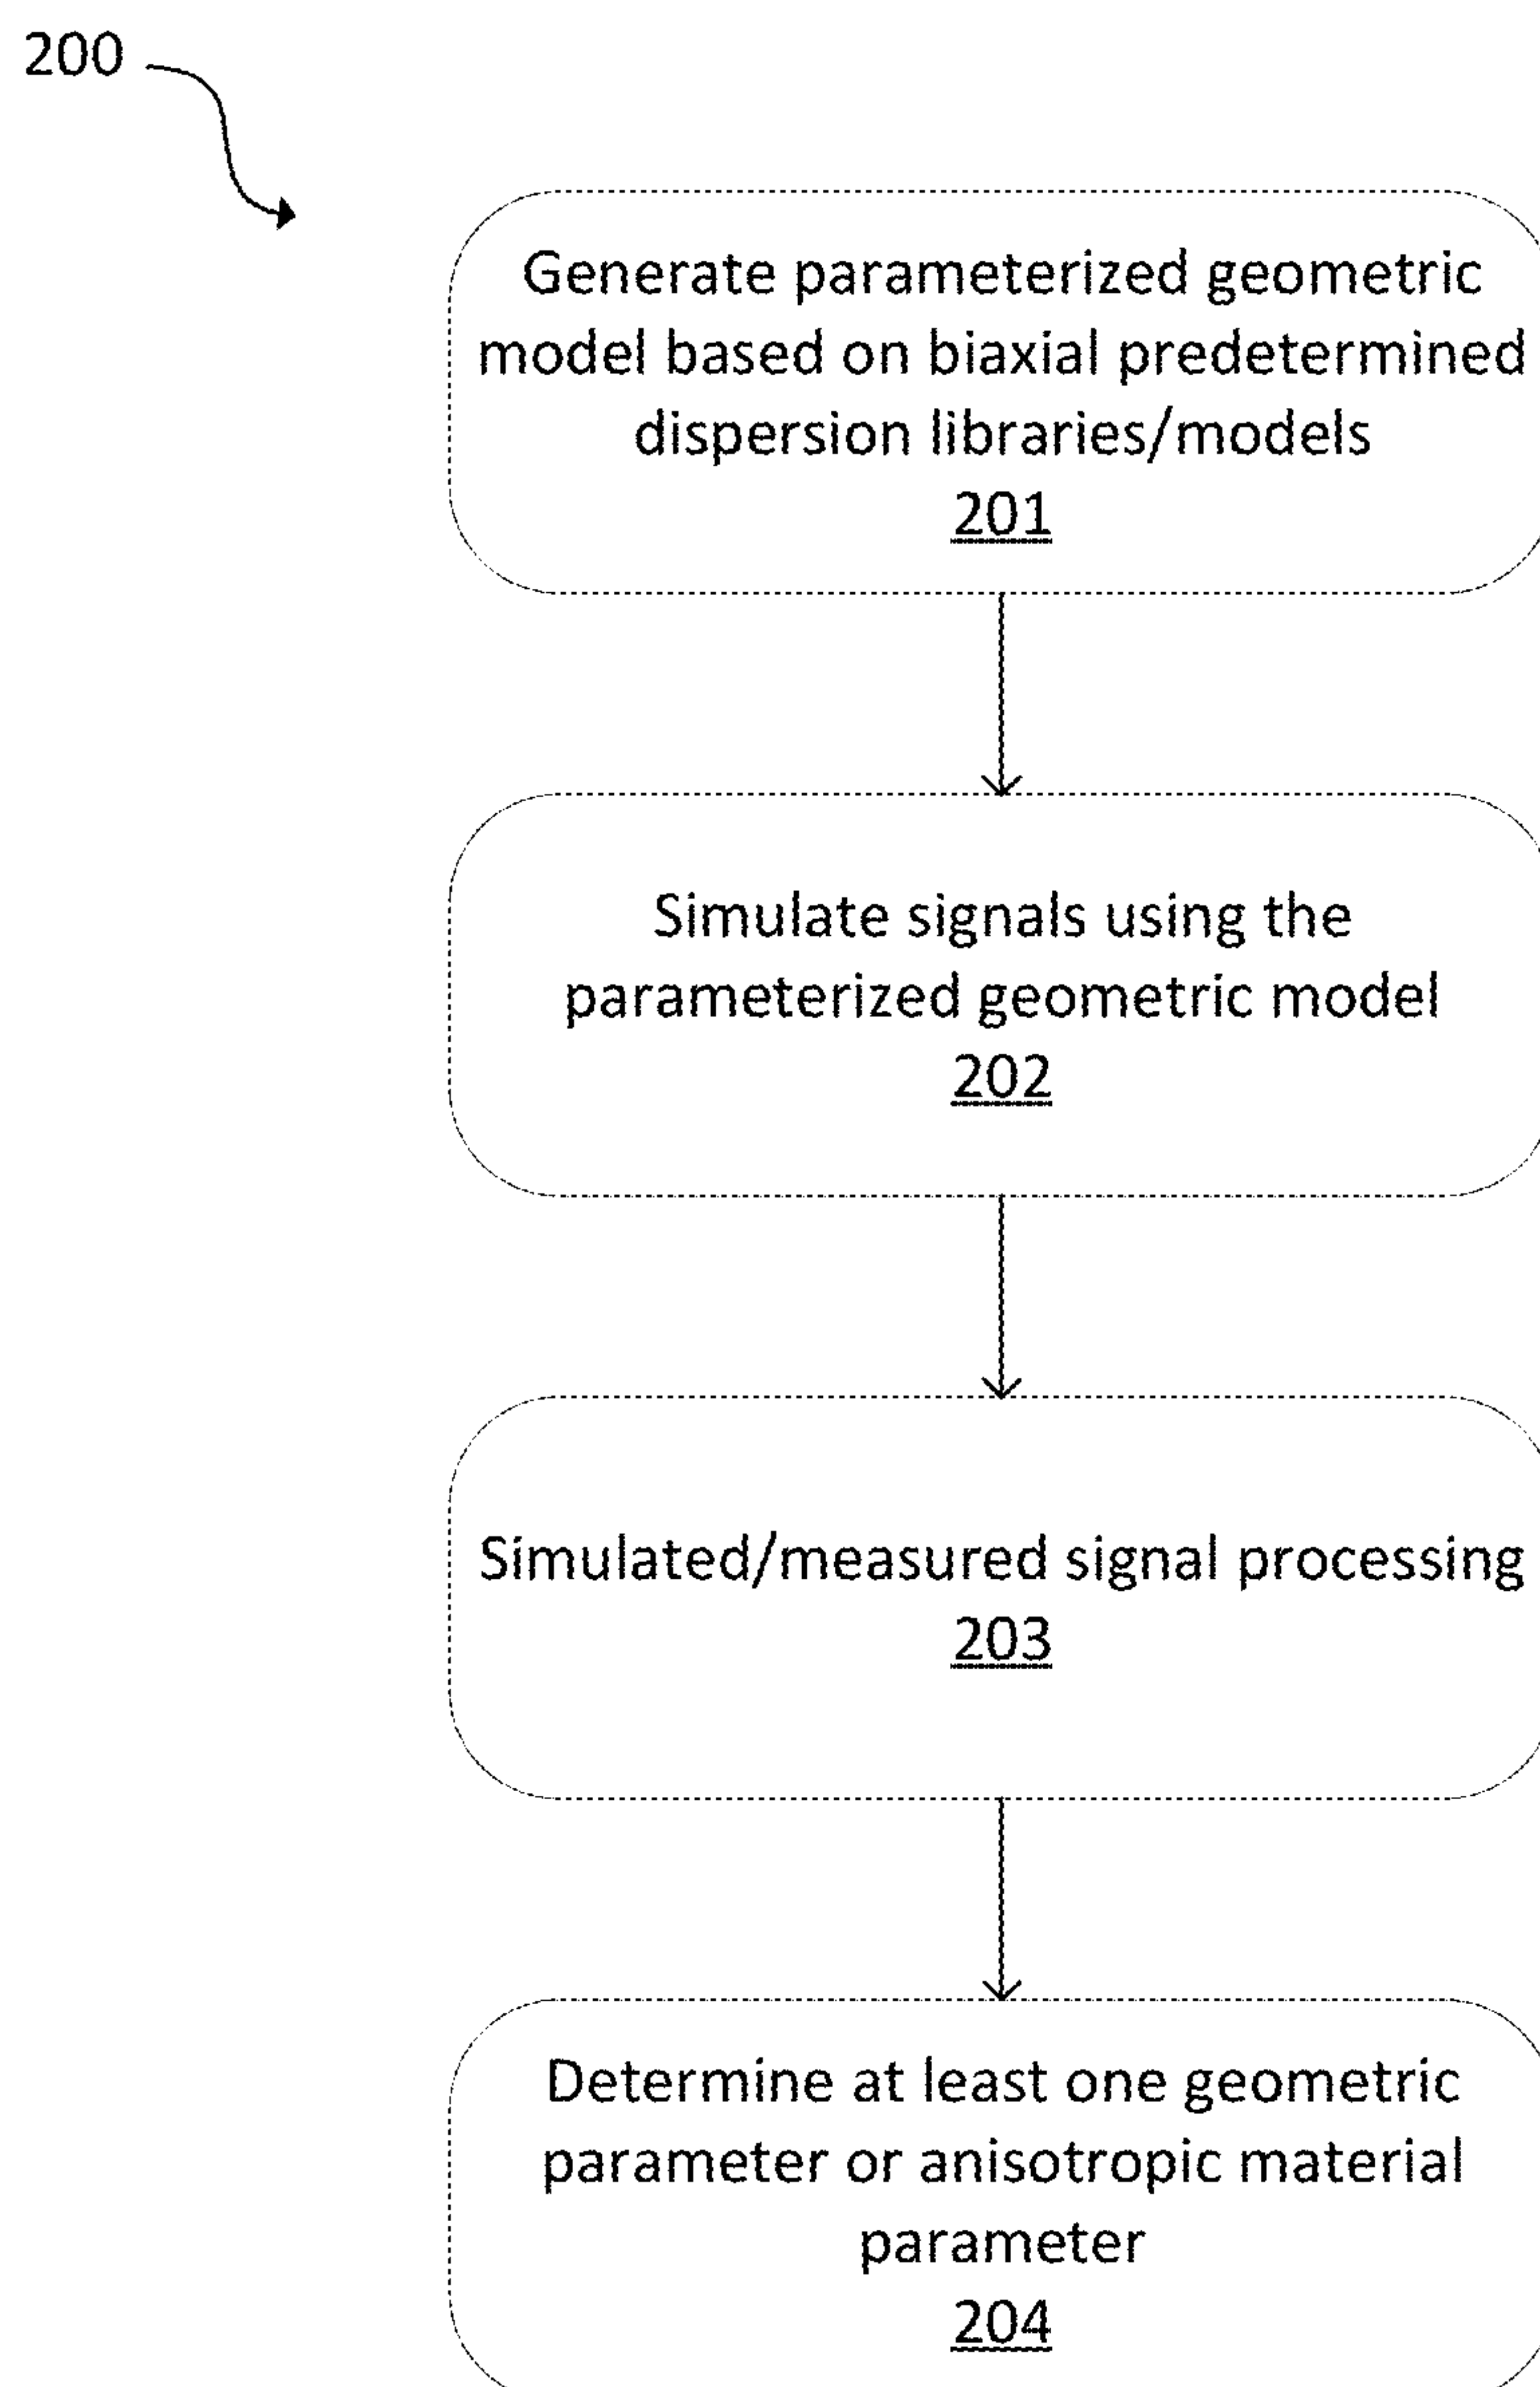 200
Generate parameterized geometric
model based on biaxial predetermined
dispersion libraries/models
201
Simulate signals using the
parameterized geometric model
202
Simulated/measured signal processing
203
Determine at least one geometric
parameter or anisotropic material
parameter
204